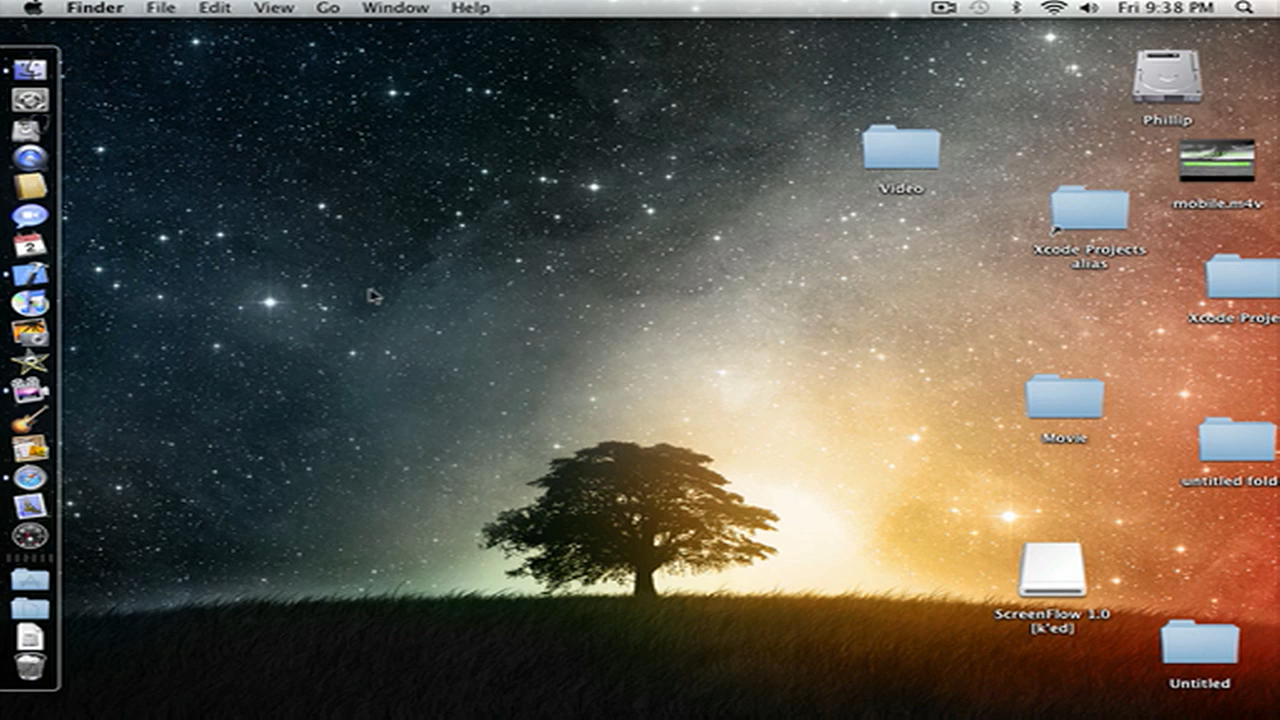 Finder File Edit View Go Window Help Fri 9:38 PM
Phillip
Video
mobile.m4v
Xcode Projects
alias
Xcode Proje
Movie
untitled fold
ScreenFlow 1.0
[k'ed]
Untitled
2